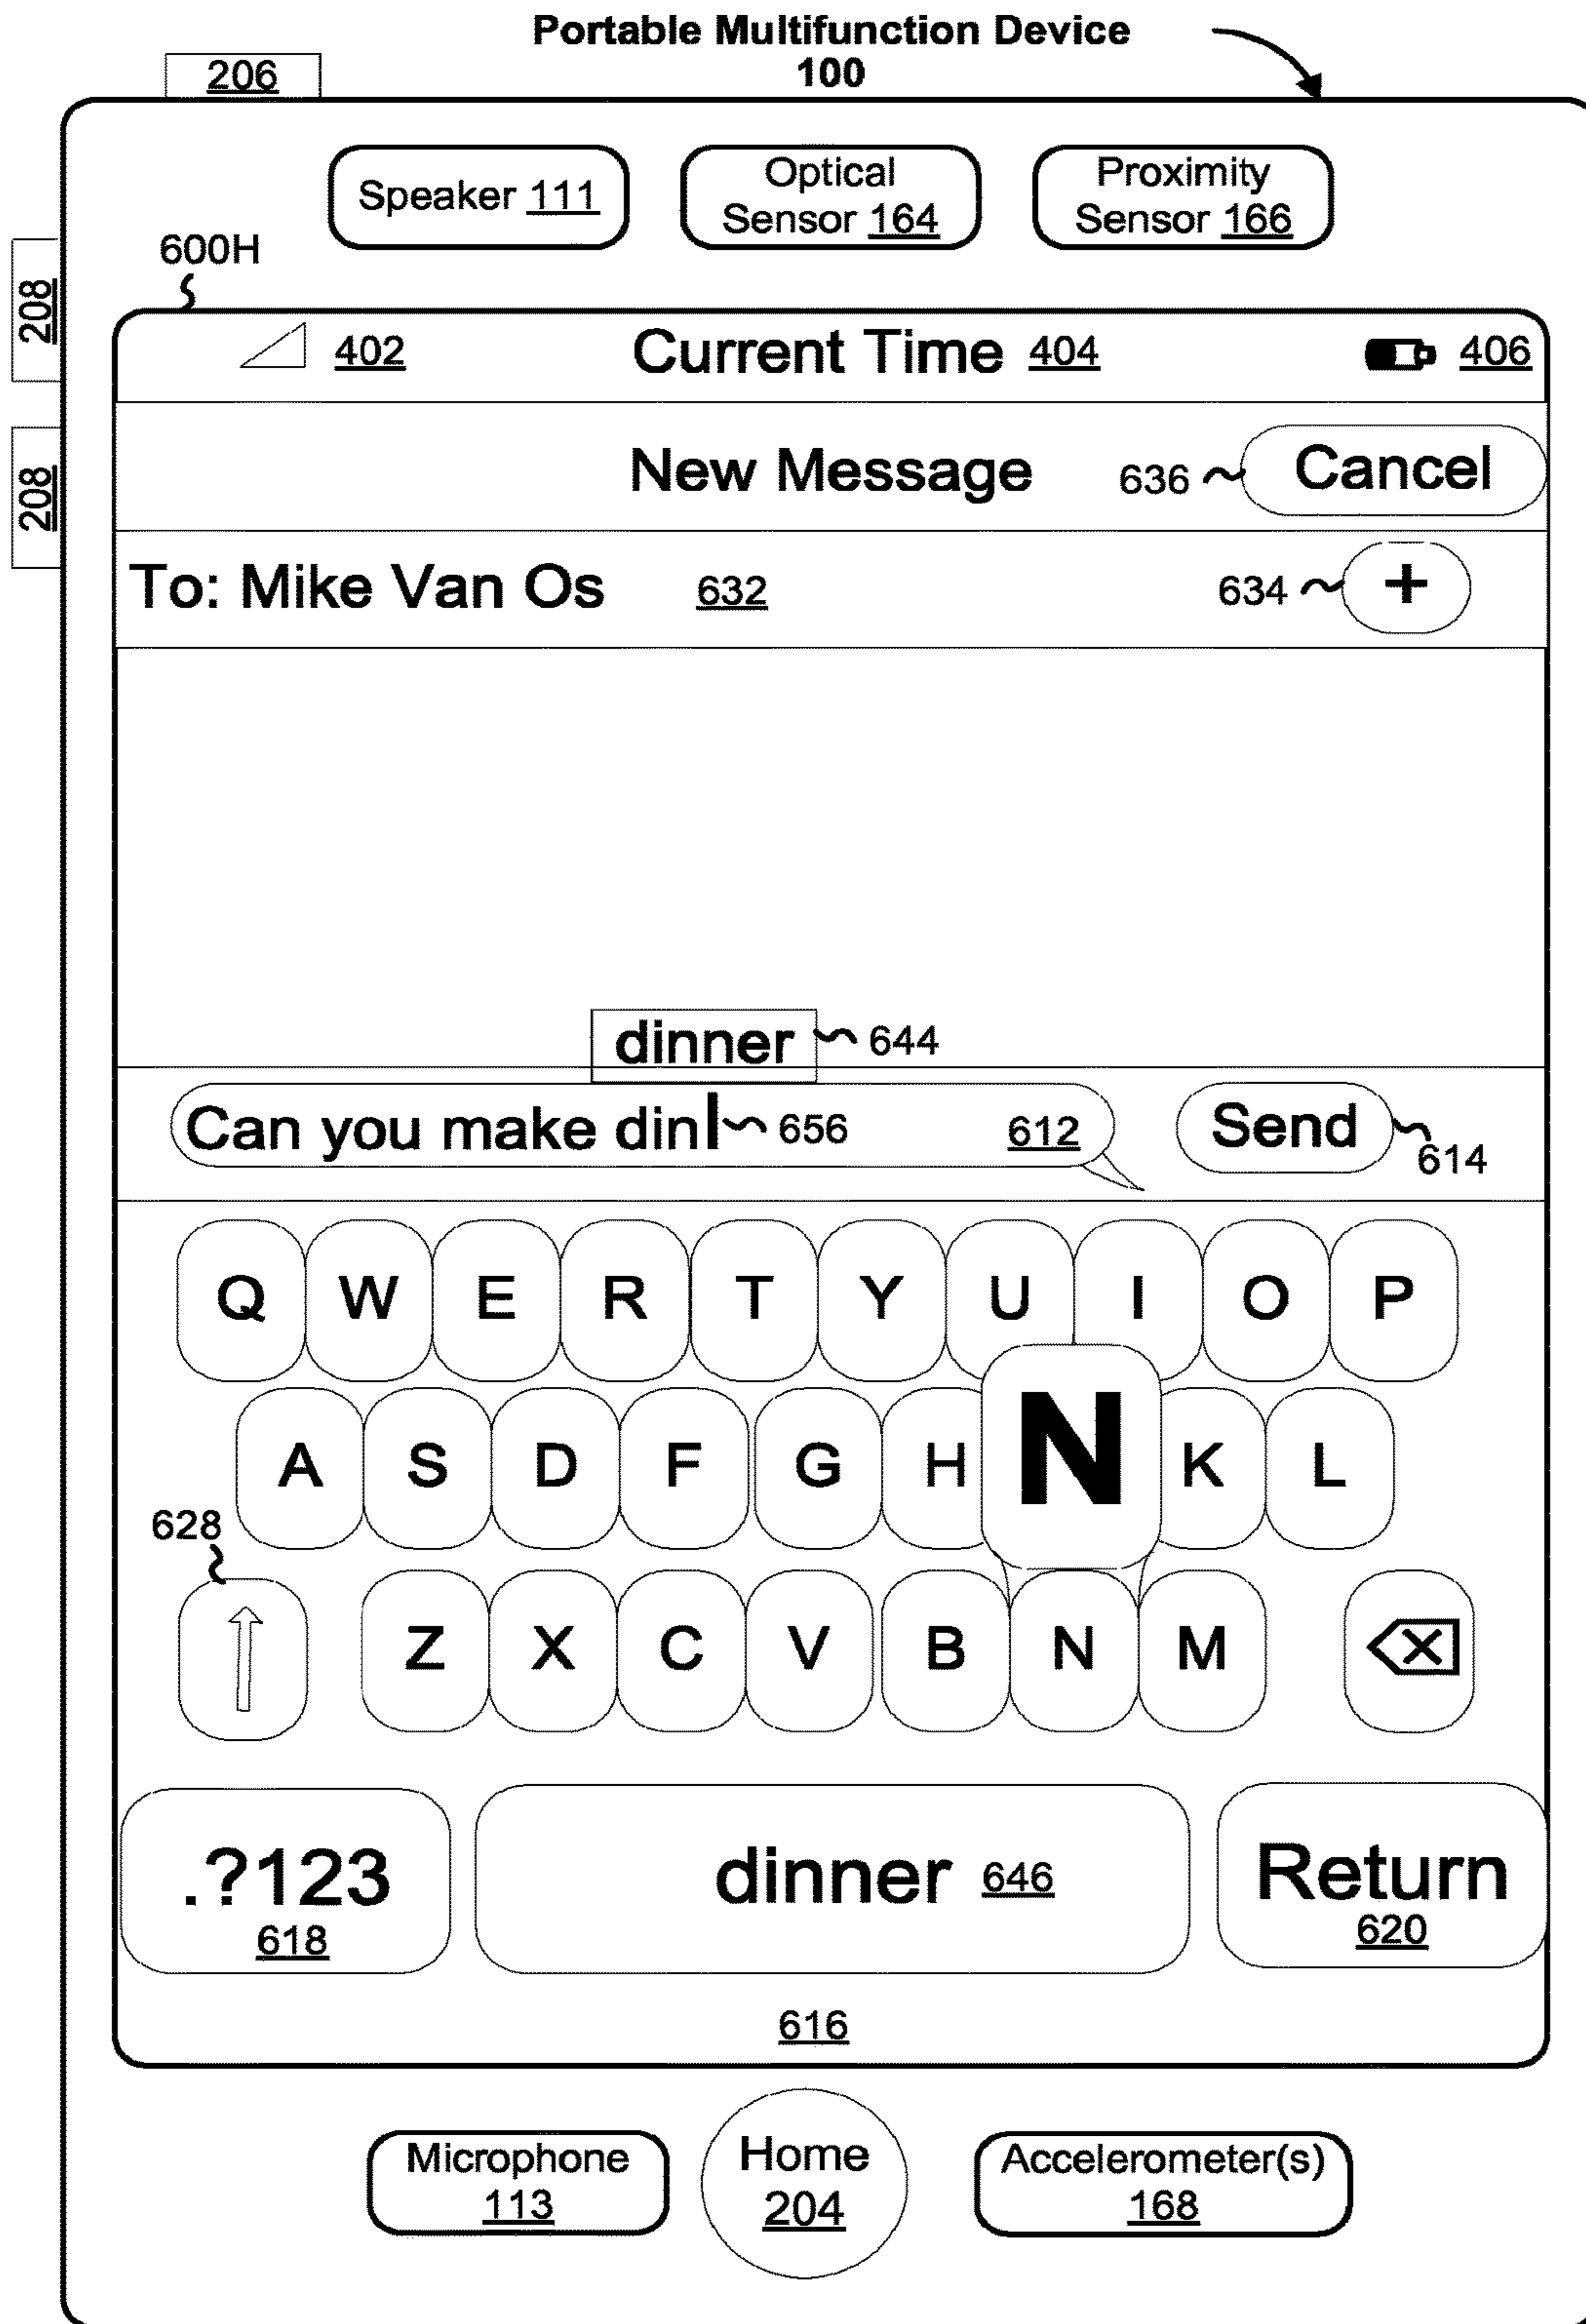 Portable Multifunction Device
100
206
Speaker 111
Optical
Sensor 164
Proximity
Sensor 166
600H
208
208
402 Current Time 404 406
New Message 636 Cancel
To: Mike Van Os 632 634 +
dinner 644
Can you make din 656 612 Send 614
Q W E R T Y U I O P
A S D F G H N K L
628
Z X C V B N M
.?123
618
dinner 646
Return
620
616
Microphone
113
Home
204
Accelerometer(s)
168